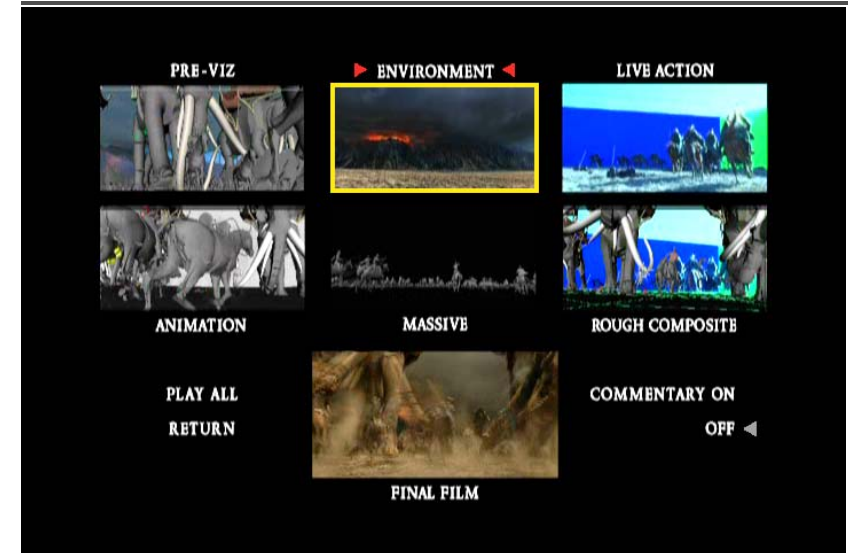 PRE-VIZ
ENVIRONMENT
LIVE ACTION
ANIMATION
MASSIVE
ROUGH COMPOSITE
PLAY ALL
COMMENTARY ON
RETURN
OFF
FINAL FILM